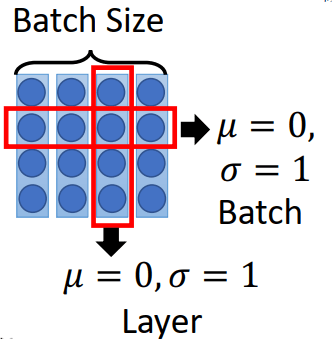 Batch Size
μ = 0,
σ = 1
Batch
μ = 0, σ = 1
Layer